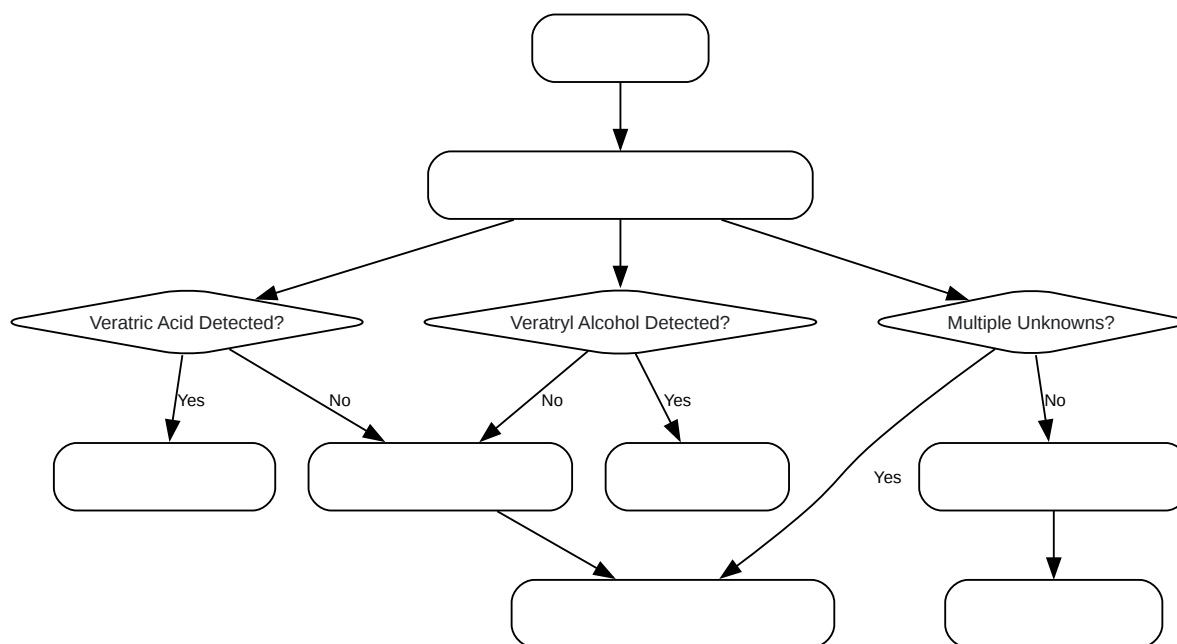 Veratric Acid Detected?
Veratryl Alcohol Detected?
Multiple Unknowns?
Yes
No
No
Yes
No
Yes